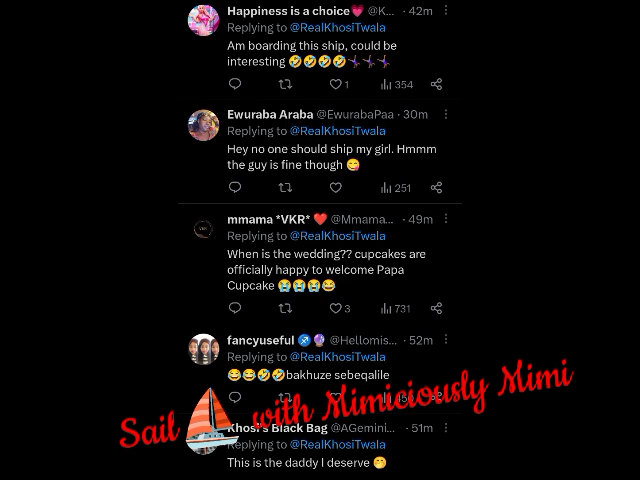 Happiness is a choice💗 @K... · 42m
Replying to @RealKhosiTwala
Am boarding this ship, could be
interesting 🤣🤣🤣🤣🤸🏿‍♀️🤸🏿‍♀️🤸🏿‍♀️
1 354
Ewuraba Araba @EwurabaPaa · 30m
Replying to @RealKhosiTwala
Hey no one should ship my girl. Hmmm
the guy is fine though 😋
251
mmama *VKR* ❤️ @Mmama... · 49m
Replying to @RealKhosiTwala
When is the wedding?? cupcakes are
officially happy to welcome Papa
Cupcake 😭😭😭😂
3 731
fancyuseful ♐🔮 @Hellomis... · 52m
Replying to @RealKhosiTwala
😂😂🤣🤣bakhuze sebeqalile
Sail ⛵ with Mimiciously Mimi
Khosi's Black Bag @AGemini... · 51m
Replying to @RealKhosiTwala
This is the daddy I deserve 🤭